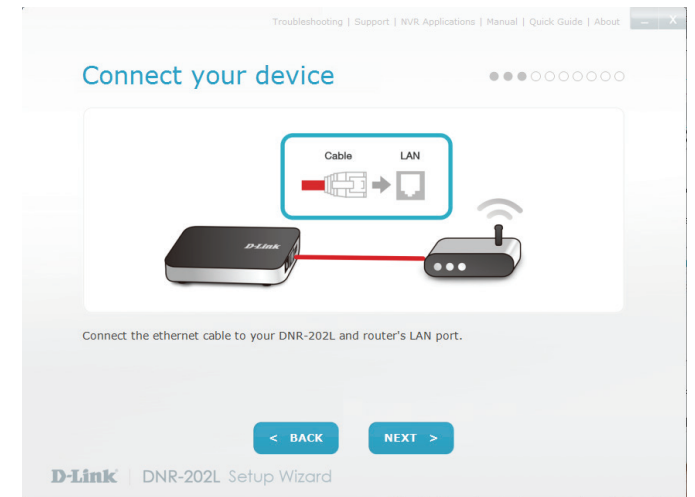 Troubleshooting | Support | NVR Applications | Manual | Quick Guide | About
Connect your device
Cable LAN
D-Link
Connect the ethernet cable to your DNR-202L and router's LAN port.
< BACK NEXT >
D-Link DNR-202L Setup Wizard